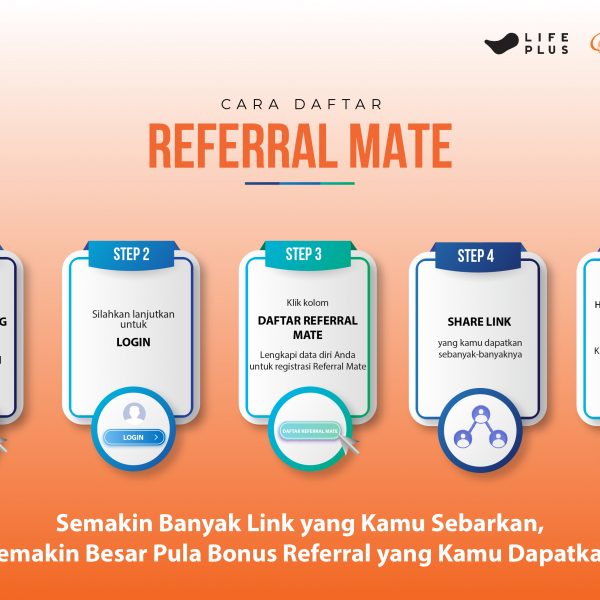 LIFE
PLUS
CARA DAFTAR
REFERRAL MATE
STEP 2
Silahkan lanjutkan
untuk
LOGIN
LOGIN
STEP 3
Klik kolom
DAFTAR REFERRAL
MATE
Lengkapi data diri Anda
untuk registrasi Referral Mate
DAFTAR REFERRAL MATE
STEP 4
SHARE LINK
yang kamu dapatkan
sebanyak-banyaknya
Semakin Banyak Link yang Kamu Sebarkan,
emakin Besar Pula Bonus Referral yang Kamu Dapatka